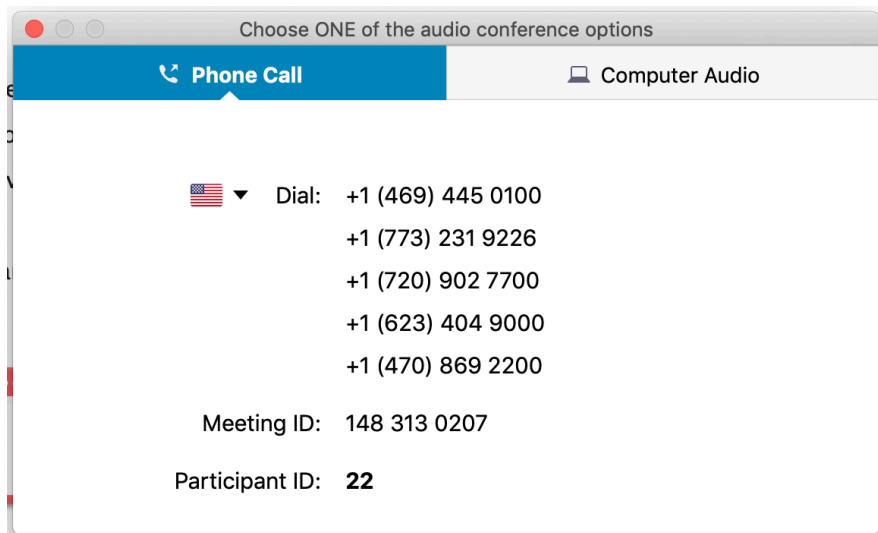 Choose ONE of the audio conference options
Phone Call
Computer Audio
Dial: +1 (469) 445 0100
+1 (773) 231 9226
+1 (720) 902 7700
+1 (623) 404 9000
+1 (470) 869 2200
Meeting ID: 148 313 0207
Participant ID: 22